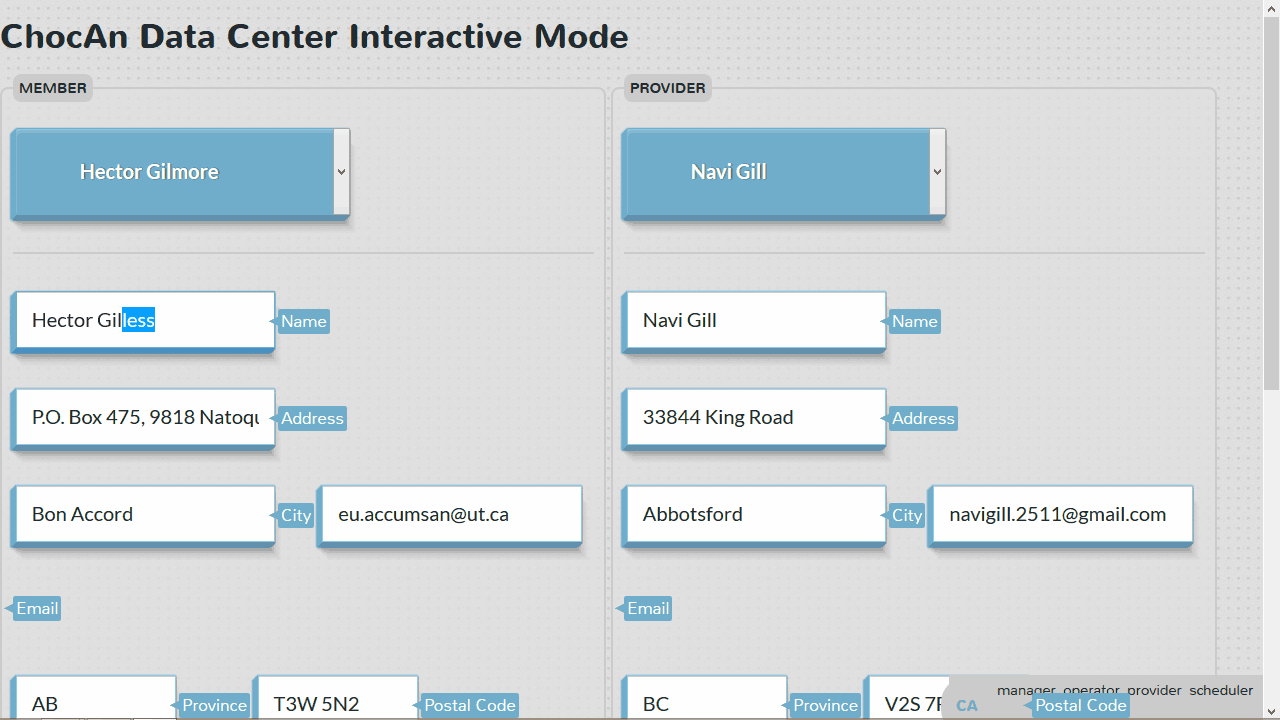 ChocAn Data Center Interactive Mode
MEMBER
Hector Gilmore
Hector Gilless
Name
P.O. Box 475, 9818 Natoqu
Address
Bon Accord
City
eu.accumsan@ut.ca
Email
AB
Province
T3W 5N2
Postal Code
PROVIDER
Navi Gill
Navi Gill
Name
33844 King Road
Address
Abbotsford
City
navigill.2511@gmail.com
Email
BC
Province
V2S 7
Postal Code
CA
manager operator provider scheduler